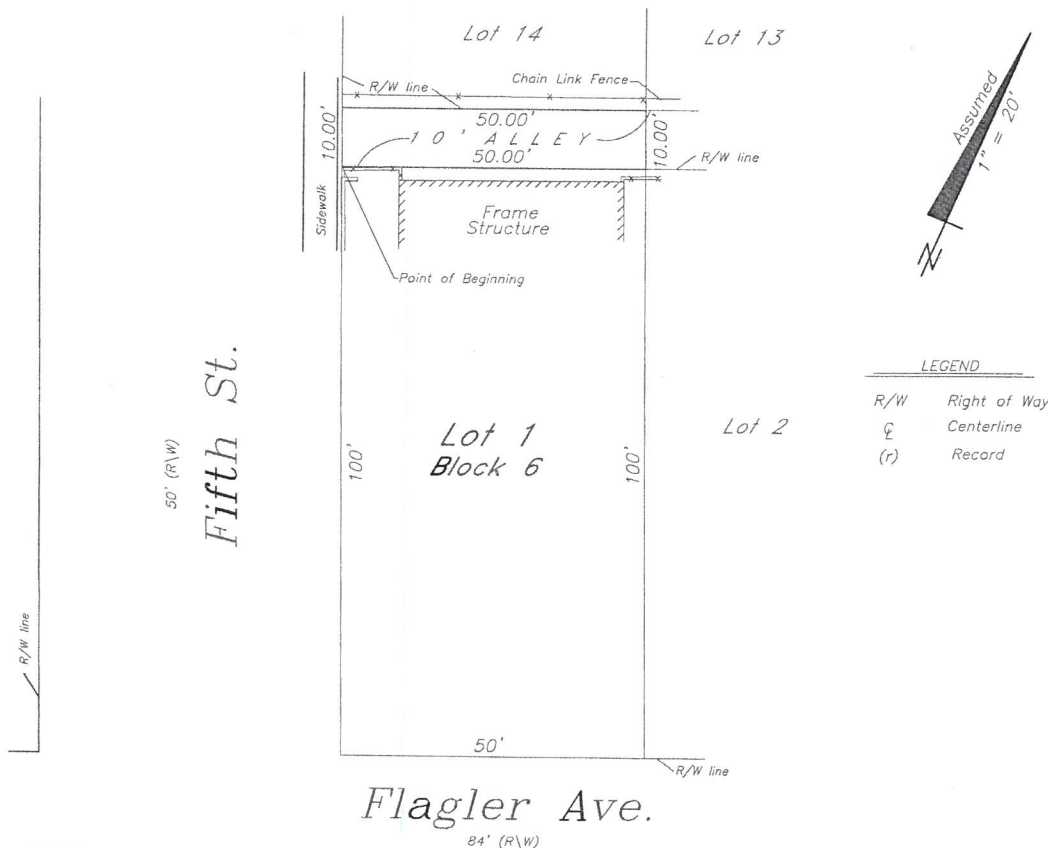 Lot 14
Lot 13
R/W line
Chain Link Fence
50.00'
10.00'
10' ALLEY
10.00'
50.00'
R/W line
Sidewalk
Frame
Structure
Point of Beginning
Assumed
1" = 20'
N
Fifth St.
50' (R\W)
100'
Lot 1
Block 6
100'
Lot 2
LEGEND
R/W Right of Way
℄ Centerline
(r) Record
R/W line
50'
R/W line
Flagler Ave.
84' (R\W)